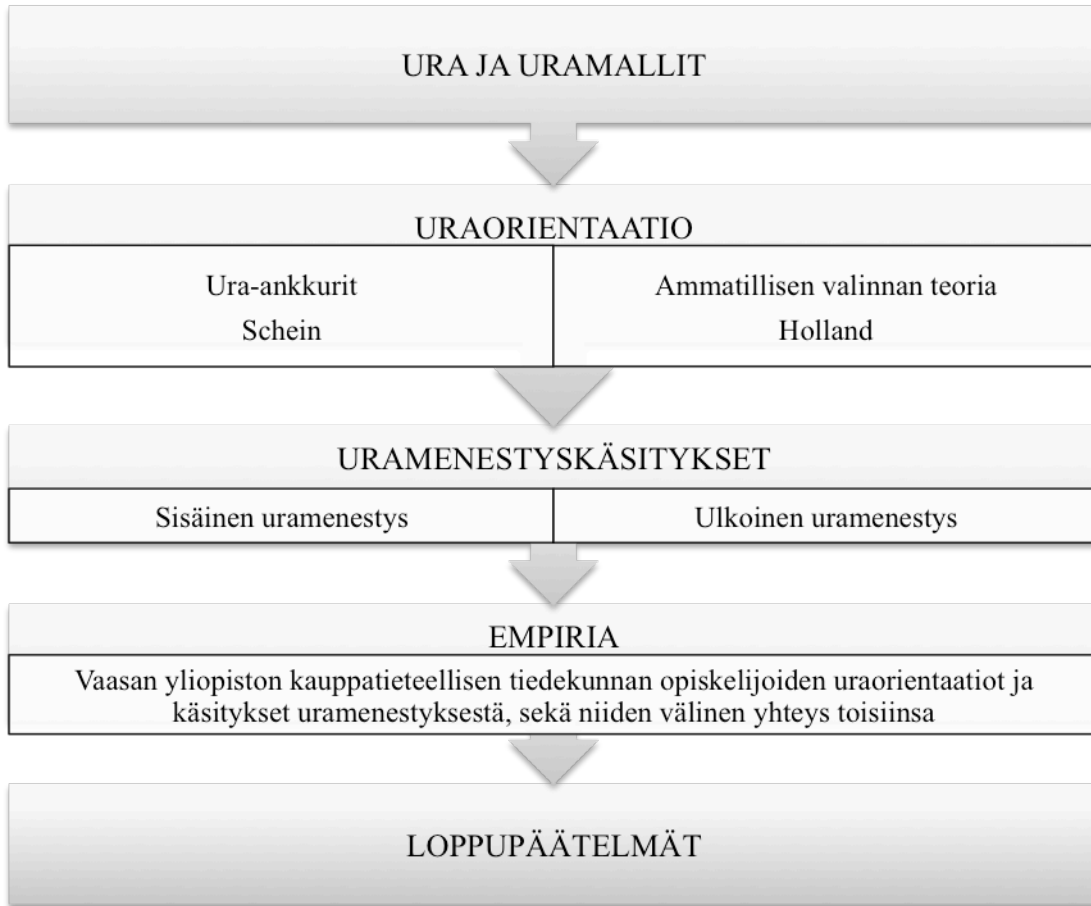 URA JA URAMALLIT
URAORIENTAATIO
Ura-ankkurit
Schein
Ammatillisen valinnan teoria
Holland
URAMENESTYSKÄSITYKSET
Sisäinen uramenestys
Ulkoinen uramenestys
EMPIRIA
Vaasan yliopiston kauppatieteellisen tiedekunnan opiskelijoiden uraorientaatiot ja
käsitykset uramenestyksestä, sekä niiden välinen yhteys toisiinsa
LOPPUPÄÄTELMÄT